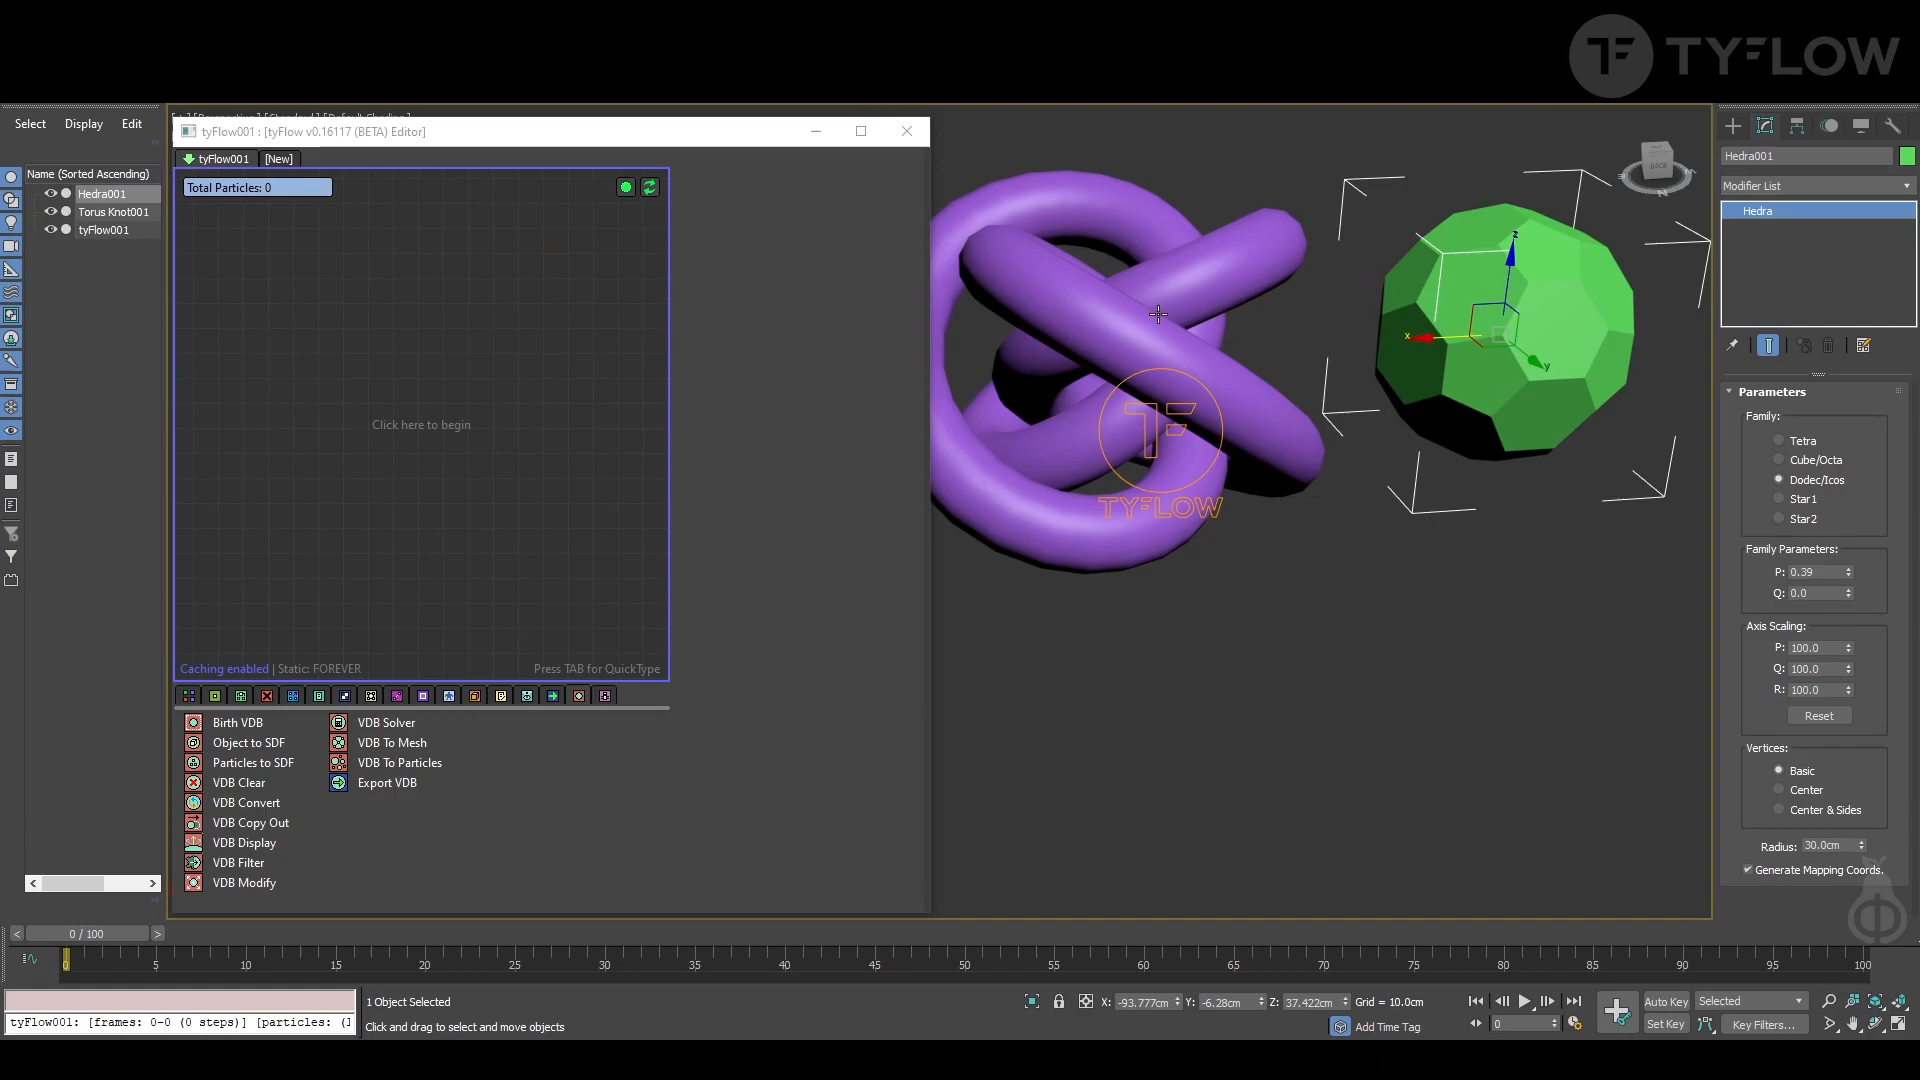 TYFLOW
Select
Display
Edit
Name (Sorted Ascending)
Hedra001
Torus Knot001
tyFlow001
tyFlow001 : [tyFlow v0.16117 (BETA) Editor]
tyFlow001
[New]
Total Particles: 0
Click here to begin
Caching enabled | Static: FOREVER
Press TAB for QuickType
Birth VDB
Object to SDF
Particles to SDF
VDB Clear
VDB Convert
VDB Copy Out
VDB Display
VDB Filter
VDB Modify
VDB Solver
VDB To Mesh
VDB To Particles
Export VDB
TYFLOW
z
x
y
Hedra001
Modifier List
Hedra
Parameters
Family:
Tetra
Cube/Octa
Dodec/Icos
Star1
Star2
Family Parameters:
P: 0.39
Q: 0.0
Axis Scaling:
P: 100.0
Q: 100.0
R: 100.0
Reset
Vertices:
Basic
Center
Center & Sides
Radius: 30.0cm
Generate Mapping Coords.
0 / 100
0 5 10 15 20 25 30 35 40 45 50 55 60 65 70 75 80 85 90 95 100
tyFlow001: [frames: 0-0 (0 steps)] [particles: (]
1 Object Selected
Click and drag to select and move objects
X: -93.777cm Y: -6.28cm Z: 37.422cm Grid = 10.0cm
Add Time Tag
0
Auto Key
Selected
Set Key
Key Filters...